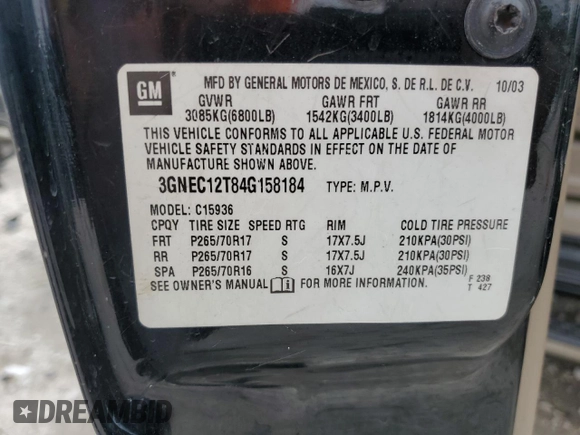 GM
MFD BY GENERAL MOTORS DE MEXICO, S. DE R.L. DE C.V. 10/03
GVWR GAWR FRT GAWR RR
3085KG(6800LB) 1542KG(3400LB) 1814KG(4000LB)
THIS VEHICLE CONFORMS TO ALL APPLICABLE U.S. FEDERAL MOTOR
VEHICLE SAFETY STANDARDS IN EFFECT ON THE DATE OF
MANUFACTURE SHOWN ABOVE.
3GNEC12T84G158184 TYPE: M.P.V.
MODEL: C15936
CPQY TIRE SIZE SPEED RTG RIM COLD TIRE PRESSURE
FRT P265/70R17 S 17X7.5J 210KPA(30PSI)
RR P265/70R17 S 17X7.5J 210KPA(30PSI)
SPA P265/70R16 S 16X7J 240KPA(35PSI)
SEE OWNER'S MANUAL FOR MORE INFORMATION.
F 238
T 427
DREAMBID